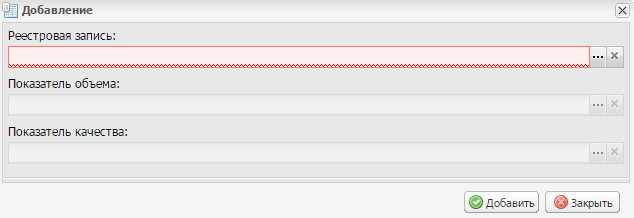 Добавление
Реестровая запись:
Показатель объема:
Показатель качества:
Добавить Закрыть